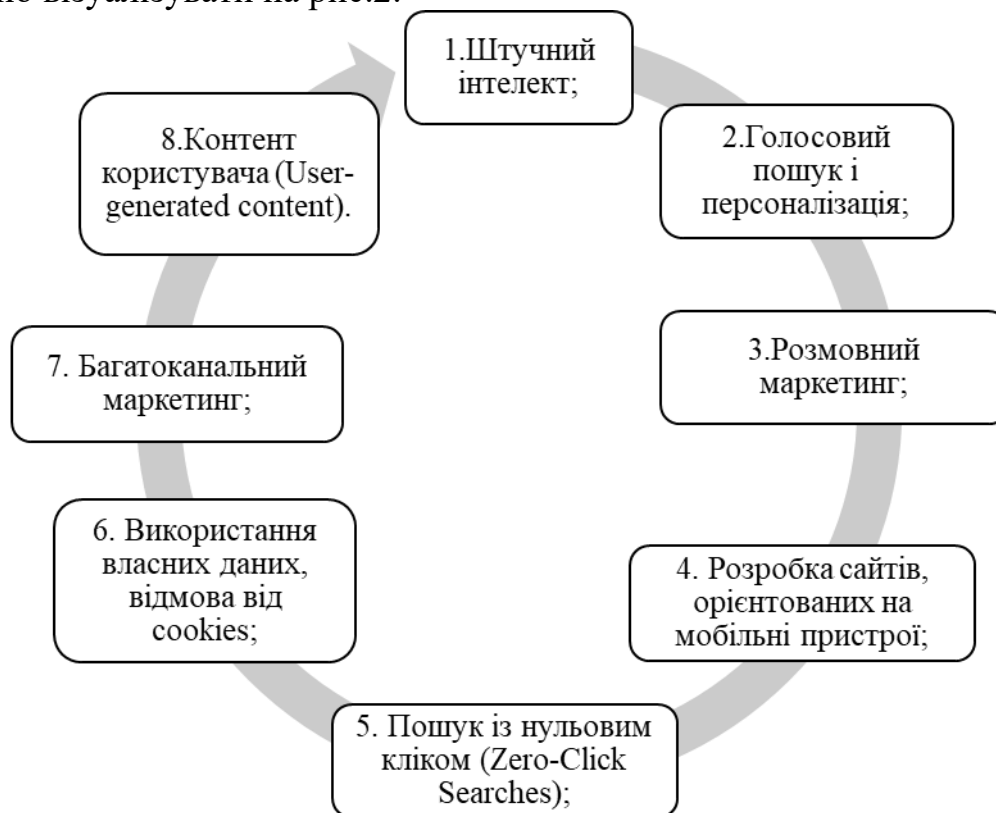 візуалізувати на рис.2.
1.Штучний
інтелект;
2.Голосовий
пошук і
персоналізація;
3.Розмовний
маркетинг;
4. Розробка сайтів,
орієнтованих на
мобільні пристрої;
5. Пошук із нульовим
кліком (Zero-Click
Searches);
6. Використання
власних даних,
відмова від
cookies;
7. Багатоканальний
маркетинг;
8.Контент
користувача (User-
generated content).